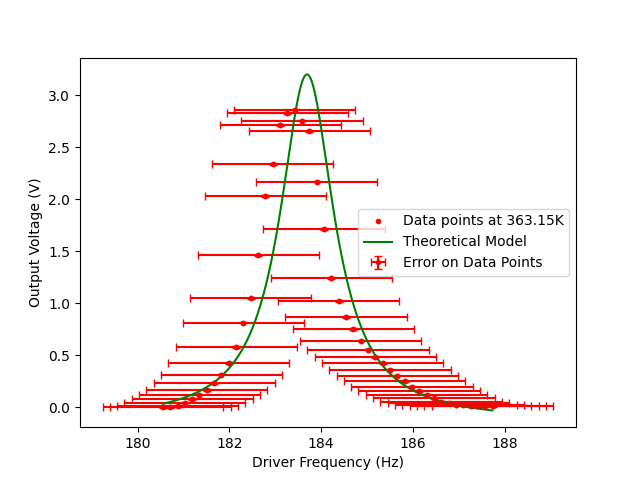 3.0
2.5
2.0
1.5
1.0
0.5
0.0
Output Voltage (V)
Data points at 363.15K
Theoretical Model
Error on Data Points
180 182 184 186 188
Driver Frequency (Hz)